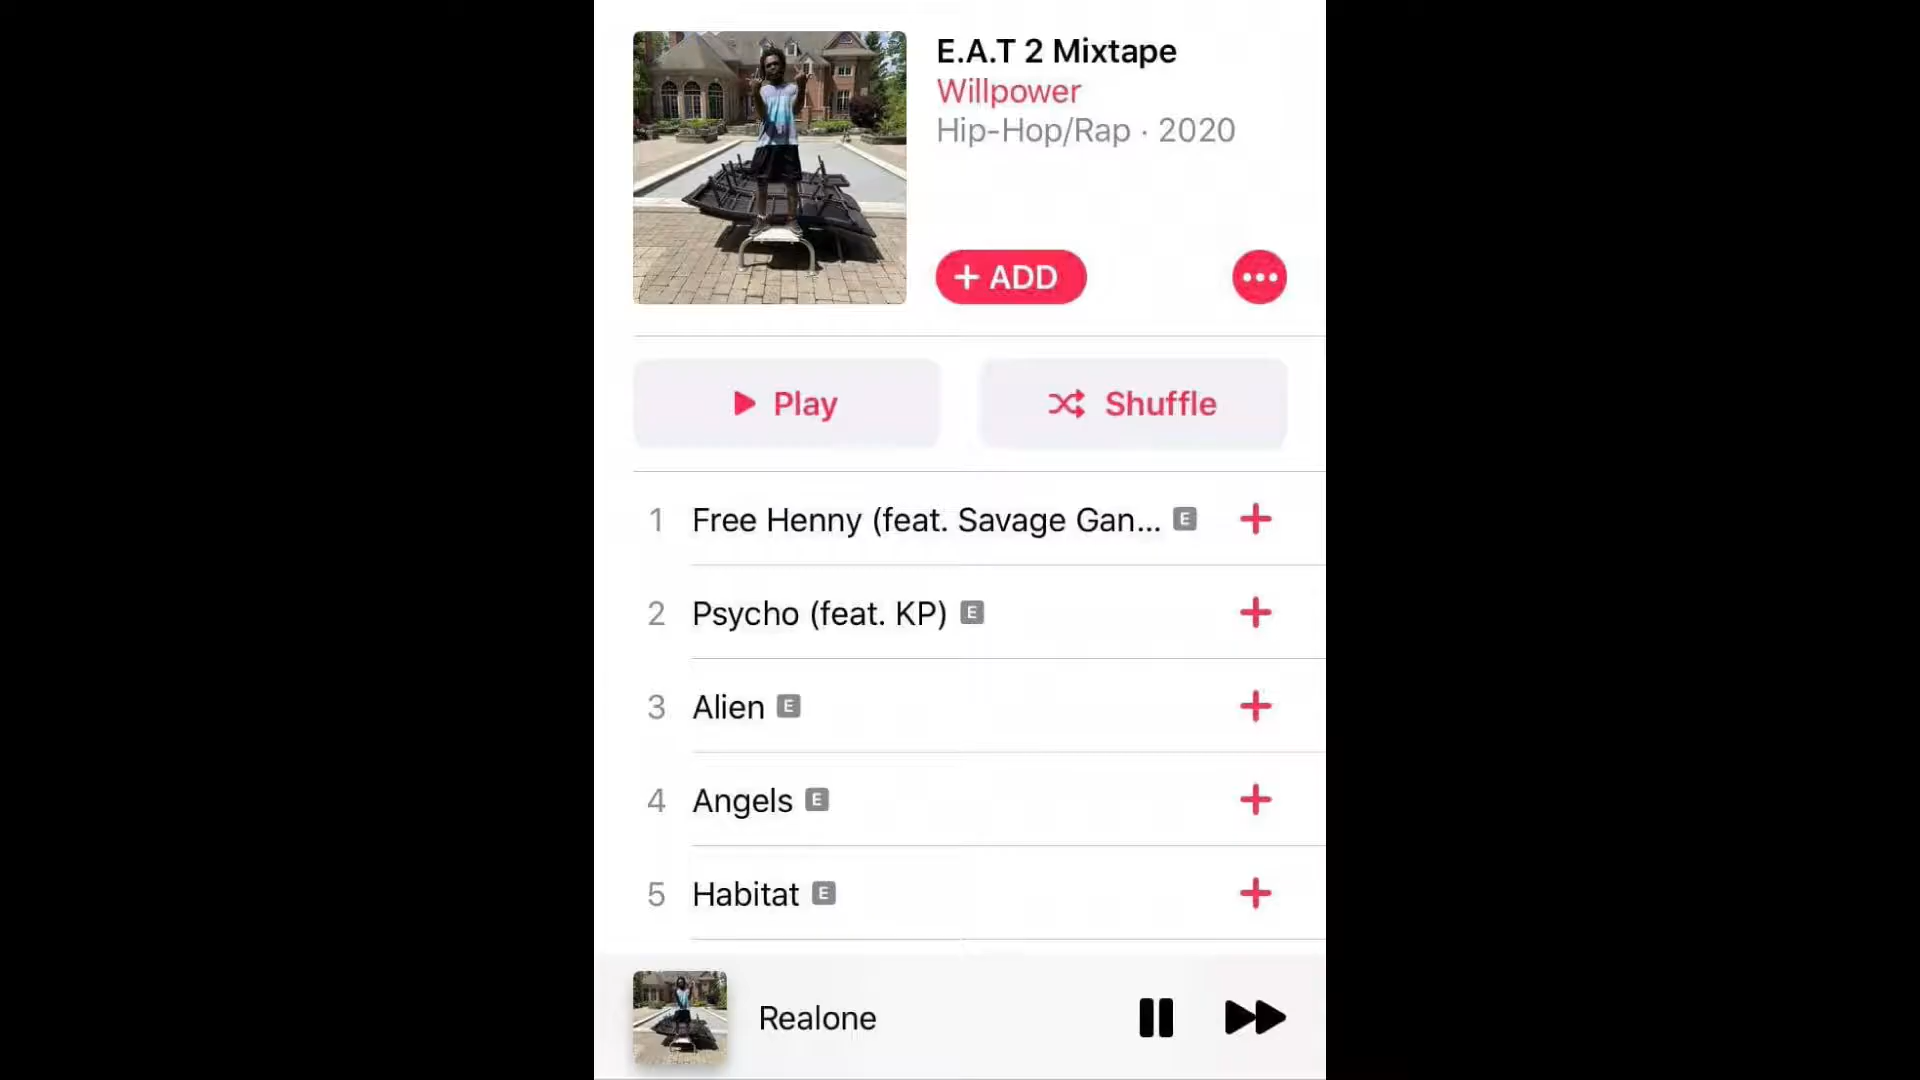 E.A.T 2 Mixtape
Willpower
Hip-Hop/Rap · 2020
+ ADD
Play
Shuffle
1 Free Henny (feat. Savage Gan... E
2 Psycho (feat. KP) E
3 Alien E
4 Angels E
5 Habitat E
Realone